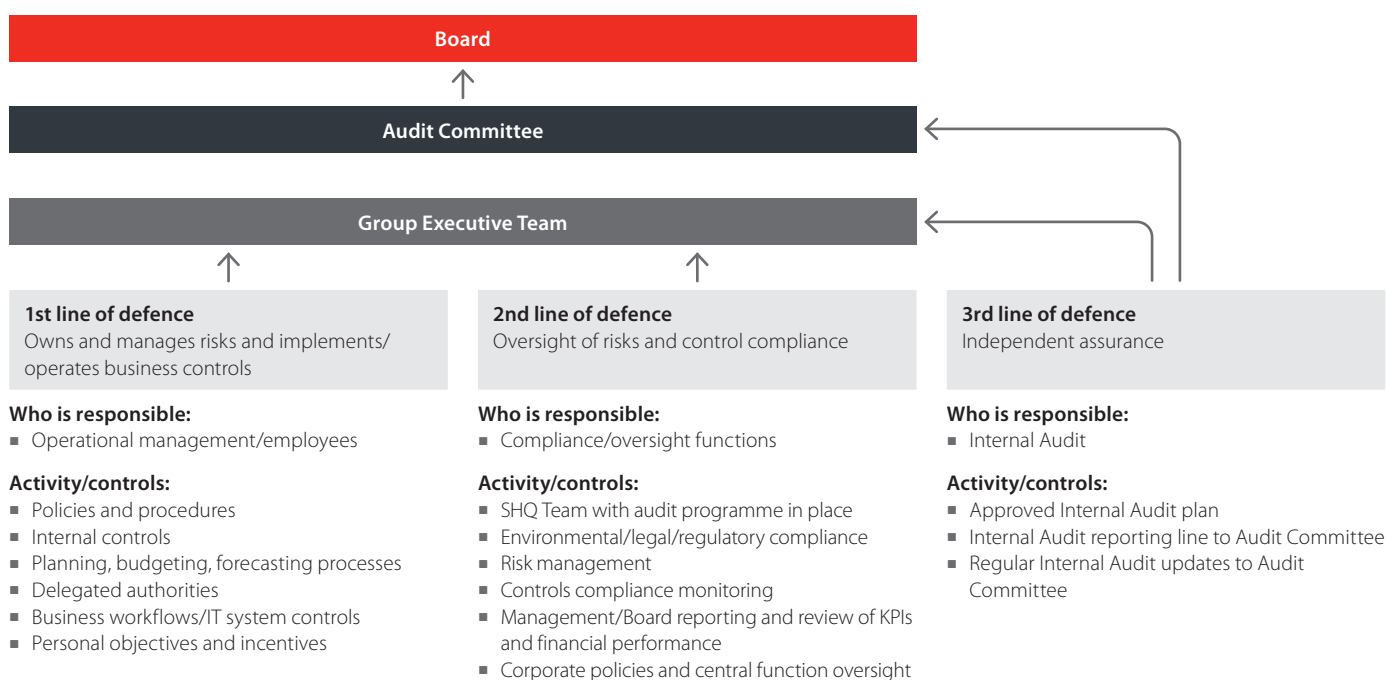 Board
Audit Committee
Group Executive Team
1st line of defence
Owns and manages risks and implements/
operates business controls
Who is responsible:
■ Operational management/employees
Activity/controls:
■ Policies and procedures
■ Internal controls
■ Planning, budgeting, forecasting processes
■ Delegated authorities
■ Business workflows/IT system controls
■ Personal objectives and incentives
2nd line of defence
Oversight of risks and control compliance
Who is responsible:
■ Compliance/oversight functions
Activity/controls:
■ SHQ Team with audit programme in place
■ Environmental/legal/regulatory compliance
■ Risk management
■ Controls compliance monitoring
■ Management/Board reporting and review of KPIs
and financial performance
■ Corporate policies and central function oversight
3rd line of defence
Independent assurance
Who is responsible:
■ Internal Audit
Activity/controls:
■ Approved Internal Audit plan
■ Internal Audit reporting line to Audit Committee
■ Regular Internal Audit updates to Audit
Committee